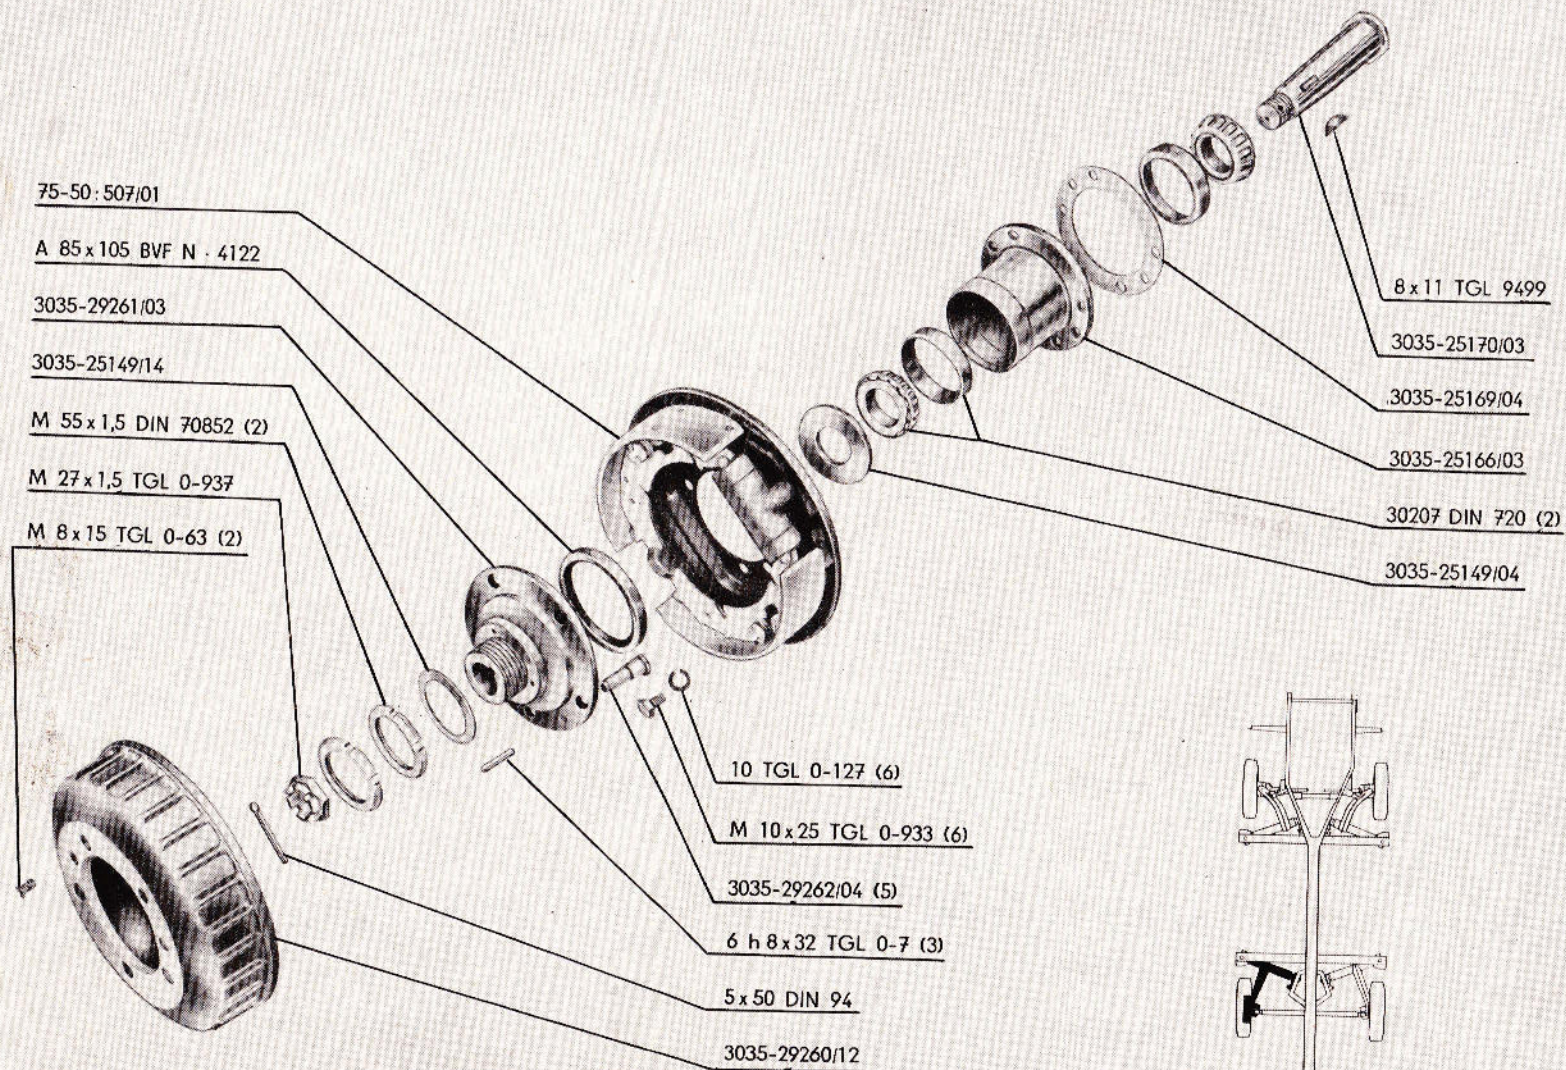 75-50:507/01
A 85 x 105 BVF N · 4122
3035-29261/03
3035-25149/14
M 55 x 1,5 DIN 70852 (2)
M 27 x 1,5 TGL 0-937
M 8 x 15 TGL 0-63 (2)
8 x 11 TGL 9499
3035-25170/03
3035-25169/04
3035-25166/03
30207 DIN 720 (2)
3035-25149/04
10 TGL 0-127 (6)
M 10 x 25 TGL 0-933 (6)
3035-29262/04 (5)
6 h 8 x 32 TGL 0-7 (3)
5 x 50 DIN 94
3035-29260/12